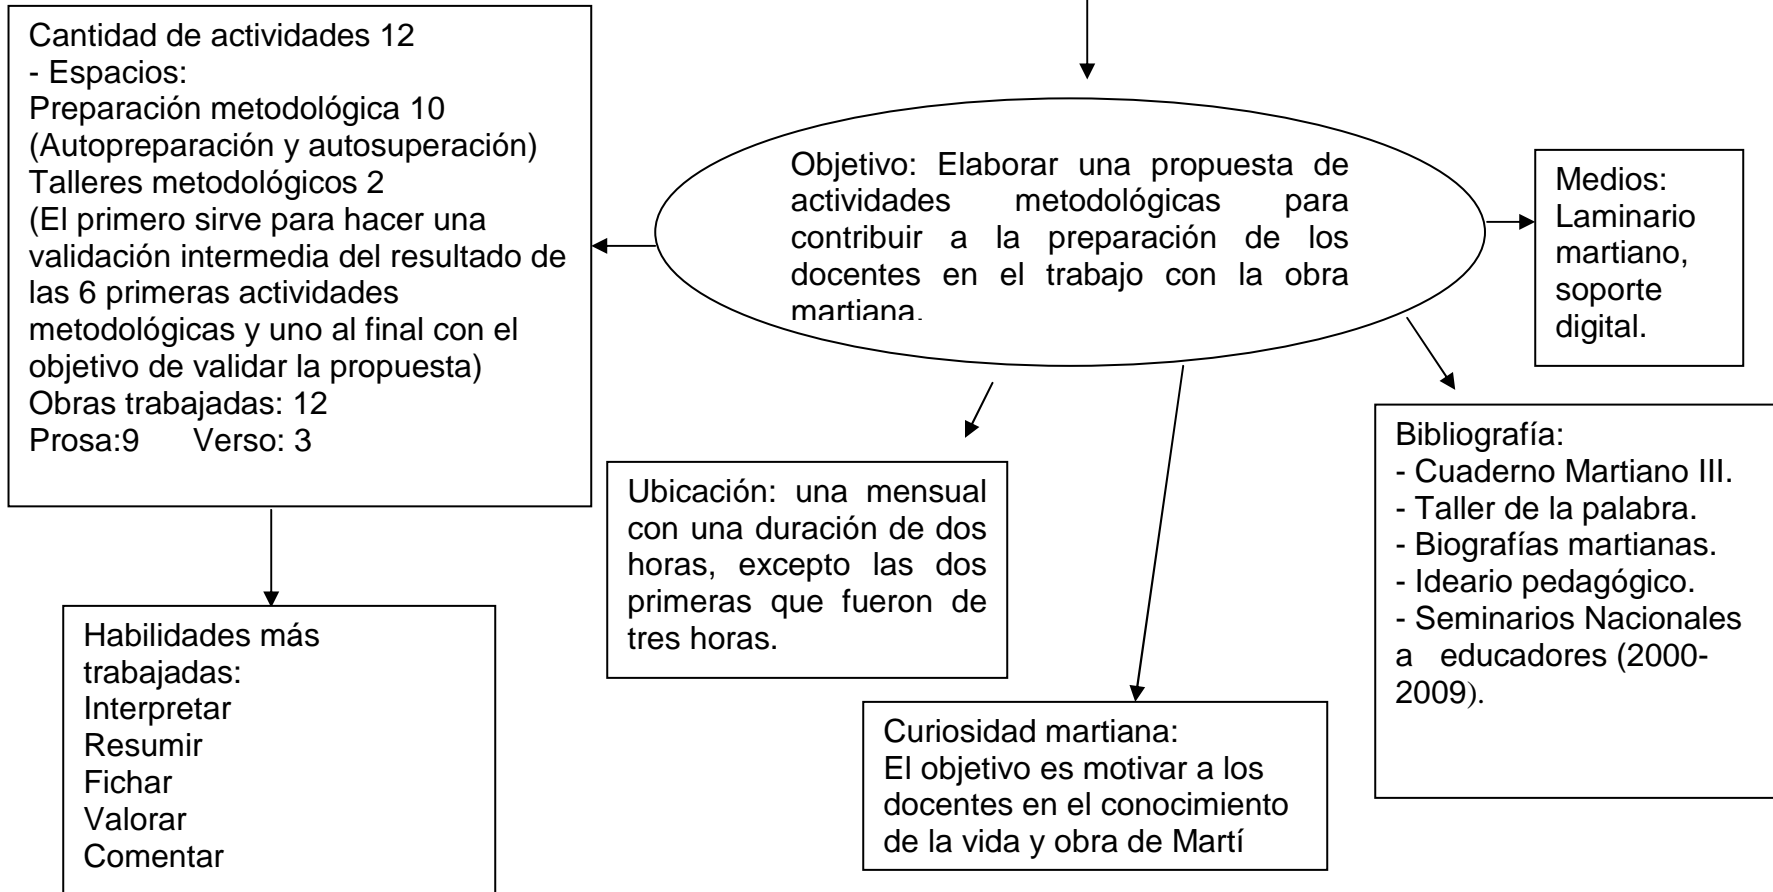 Cantidad de actividades 12
- Espacios:
Preparación metodológica 10
(Autopreparación y autosuperación)
Talleres metodológicos 2
(El primero sirve para hacer una
validación intermedia del resultado de
las 6 primeras actividades
metodológicas y uno al final con el
objetivo de validar la propuesta)
Obras trabajadas: 12
Prosa:9 Verso: 3
Objetivo: Elaborar una propuesta de
actividades metodológicas para
contribuir a la preparación de los
docentes en el trabajo con la obra
martiana.
Medios:
Laminario
martiano,
soporte
digital.
Bibliografía:
- Cuaderno Martiano III.
- Taller de la palabra.
- Biografías martianas.
- Ideario pedagógico.
- Seminarios Nacionales
a educadores (2000-
2009).
Ubicación: una mensual
con una duración de dos
horas, excepto las dos
primeras que fueron de
tres horas.
Habilidades más
trabajadas:
Interpretar
Resumir
Fichar
Valorar
Comentar
Curiosidad martiana:
El objetivo es motivar a los
docentes en el conocimiento
de la vida y obra de Martí